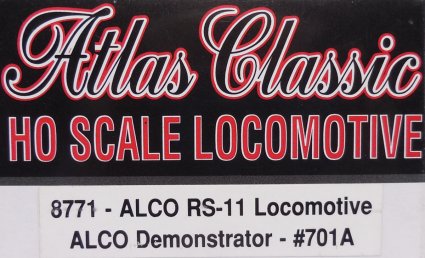 Atlas Classic
HO SCALE LOCOMOTIVE
8771 - ALCO RS-11 Locomotive
ALCO Demonstrator - #701A